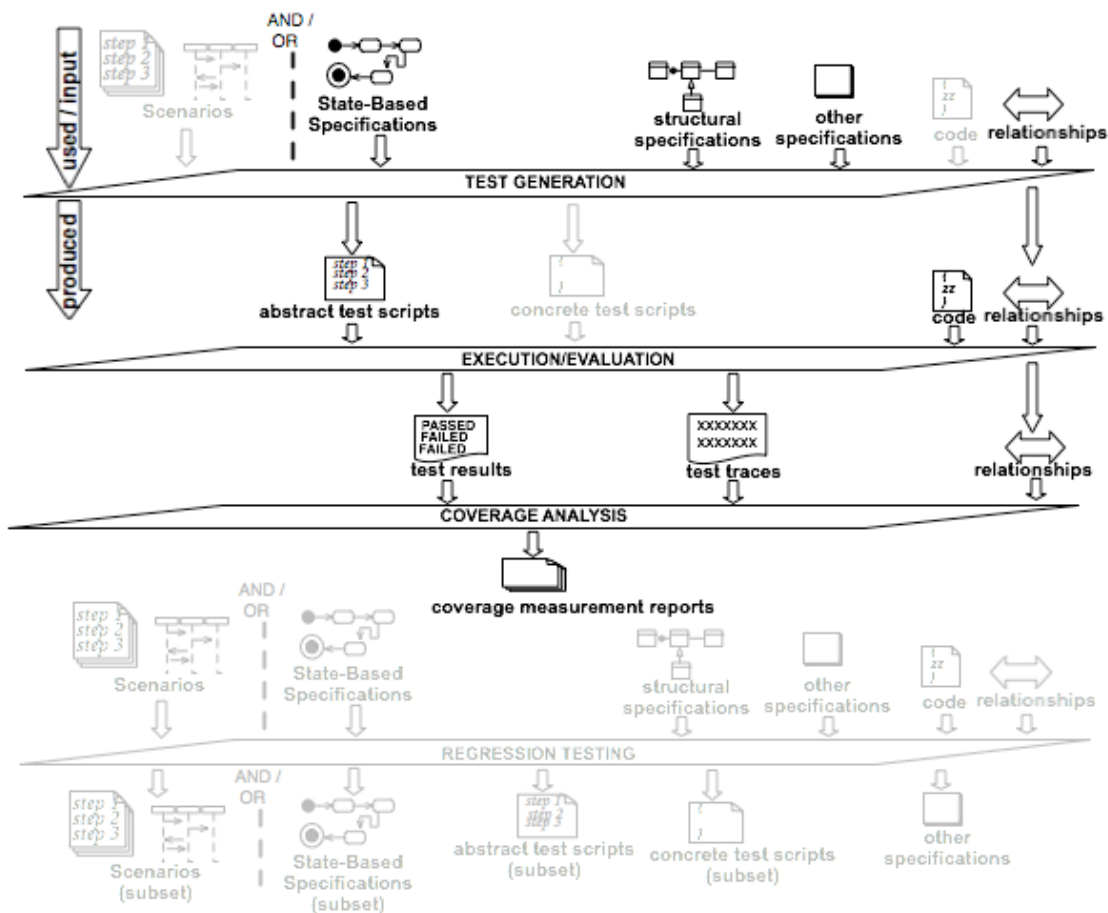 AND /
OR
step 1
step 2
step 3
Scenarios
State-Based
Specifications
structural
specifications
other
specifications
{
zz
}
code
relationships
used / input
TEST GENERATION
produced
step 1
step 2
step 3
abstract test scripts
{
}
concrete test scripts
{
zz
}
code
relationships
EXECUTION/EVALUATION
PASSED
FAILED
FAILED
test results
XXXXXXX
XXXXXXX
test traces
relationships
COVERAGE ANALYSIS
coverage measurement reports
AND /
OR
step 1
step 2
step 3
Scenarios
State-Based
Specifications
structural
specifications
other
specifications
{
zz
}
code
relationships
REGRESSION TESTING
AND /
OR
step 1
step 2
step 3
Scenarios
(subset)
State-Based
Specifications
(subset)
step 1
step 2
step 3
abstract test scripts
(subset)
{
}
concrete test scripts
(subset)
other
specifications